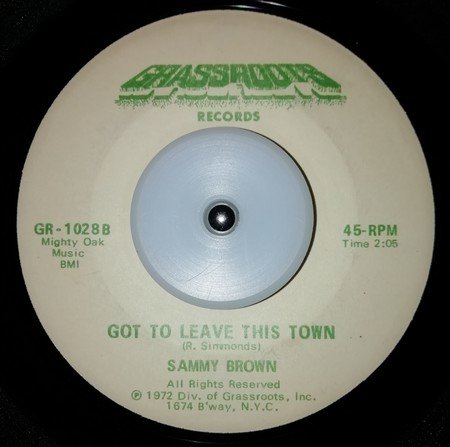 GRASSROOTS
RECORDS
GR-1028B
Mighty Oak
Music
BMI
45-RPM
Time 2:05
GOT TO LEAVE THIS TOWN
(R. Simmonds)
SAMMY BROWN
All Rights Reserved
℗ 1972 Div. of Grassroots, Inc.
1674 B'way, N.Y.C.